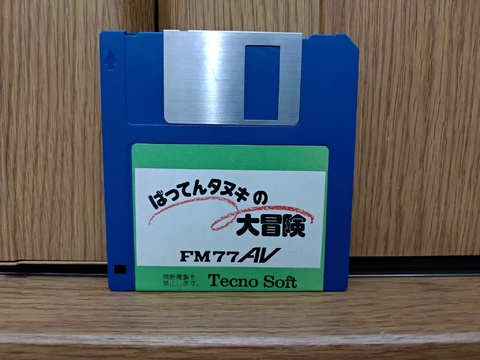 ばってんタヌキの
大冒険
FM77AV
無断複製を
禁止します。
Tecno Soft